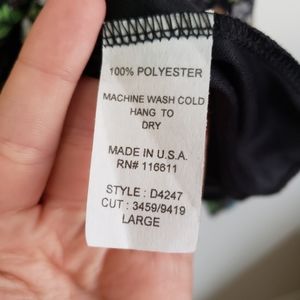 100% POLYESTER
MACHINE WASH COLD
HANG TO
DRY
MADE IN U.S.A.
RN# 116611
STYLE : D4247
CUT : 3459/9419
LARGE